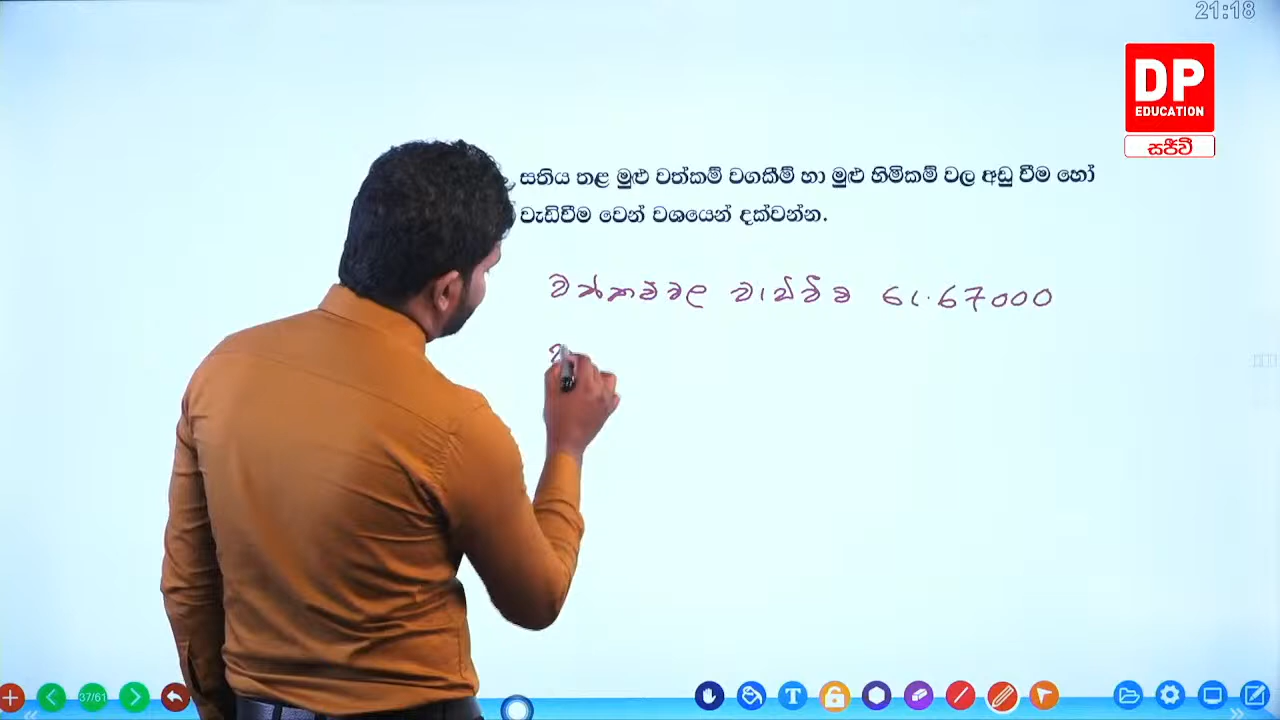 21:18
DP
EDUCATION
සජීවී
සතිය තළ මුළු වත්කම් වගකීම් හා මුළු හිමිකම් වල අඩු වීම හෝ
වැඩිවීම වෙන් වශයෙන් දක්වන්න.
වත්කම්වල වැඩිවීම රු.67000
37/61